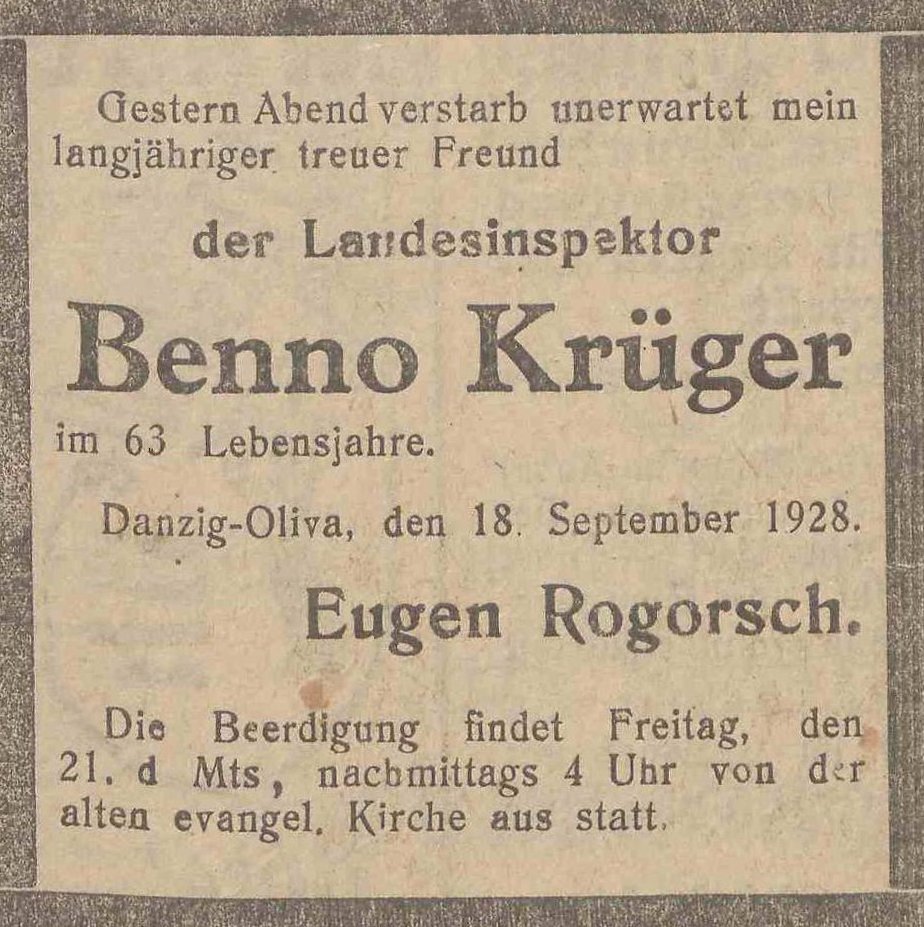 Gestern Abend verstarb unerwartet mein
langjähriger treuer Freund
der Landesinspektor
Benno Krüger
im 63 Lebensjahre.
Danzig-Oliva, den 18. September 1928.
Eugen Rogorsch.
Die Beerdigung findet Freitag, den
21. d Mts, nachmittags 4 Uhr von der
alten evangel. Kirche aus statt.